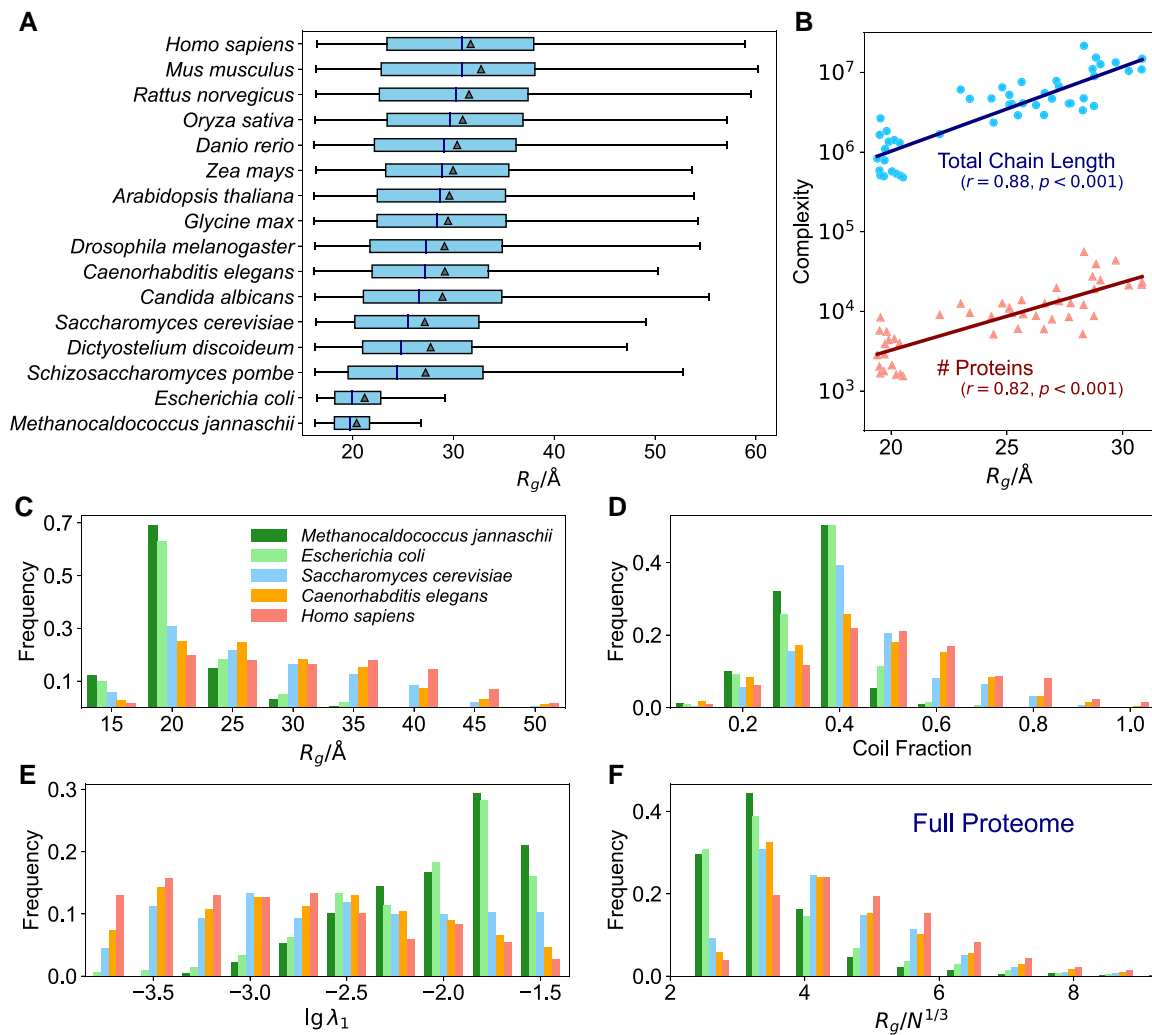 A
Homo sapiens
Mus musculus
Rattus norvegicus
Oryza sativa
Danio rerio
Zea mays
Arabidopsis thaliana
Glycine max
Drosophila melanogaster
Caenorhabditis elegans
Candida albicans
Saccharomyces cerevisiae
Dictyostelium discoideum
Schizosaccharomyces pombe
Escherichia coli
Methanocaldococcus jannaschii
20 30 40 50 60
R_g/Å
B
Complexity
10^7
10^6
10^5
10^4
10^3
Total Chain Length
(r = 0.88, p < 0.001)
# Proteins
(r = 0.82, p < 0.001)
20 25 30
R_g/Å
C
Frequency
0.7
0.5
0.3
0.1
Methanocaldococcus jannaschii
Escherichia coli
Saccharomyces cerevisiae
Caenorhabditis elegans
Homo sapiens
15 20 25 30 35 40 45 50
R_g/Å
D
Frequency
0.4
0.2
0.0
0.2 0.4 0.6 0.8 1.0
Coil Fraction
E
Frequency
0.3
0.2
0.1
0.0
−3.5 −3.0 −2.5 −2.0 −1.5
lg λ_1
F
Frequency
0.4
0.2
0.0
Full Proteome
2 4 6 8
R_g/N^{1/3}